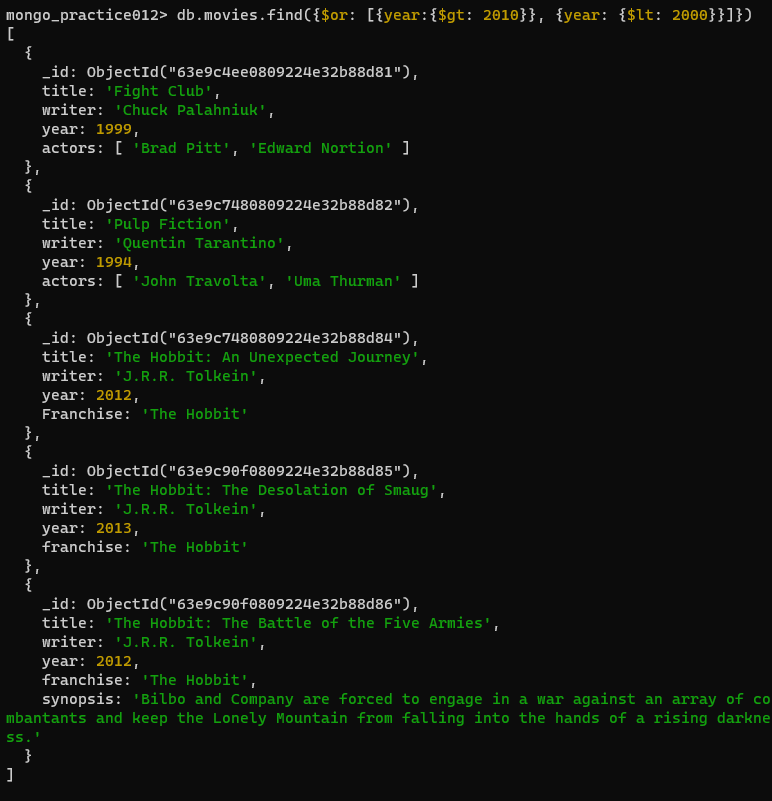 mongo_practice012> db.movies.find({$or: [{year:{$gt: 2010}}, {year: {$lt: 2000}}]})
[
  {
    _id: ObjectId("63e9c4ee0809224e32b88d81"),
    title: 'Fight Club',
    writer: 'Chuck Palahniuk',
    year: 1999,
    actors: [ 'Brad Pitt', 'Edward Nortion' ]
  },
  {
    _id: ObjectId("63e9c7480809224e32b88d82"),
    title: 'Pulp Fiction',
    writer: 'Quentin Tarantino',
    year: 1994,
    actors: [ 'John Travolta', 'Uma Thurman' ]
  },
  {
    _id: ObjectId("63e9c7480809224e32b88d84"),
    title: 'The Hobbit: An Unexpected Journey',
    writer: 'J.R.R. Tolkein',
    year: 2012,
    Franchise: 'The Hobbit'
  },
  {
    _id: ObjectId("63e9c90f0809224e32b88d85"),
    title: 'The Hobbit: The Desolation of Smaug',
    writer: 'J.R.R. Tolkein',
    year: 2013,
    franchise: 'The Hobbit'
  },
  {
    _id: ObjectId("63e9c90f0809224e32b88d86"),
    title: 'The Hobbit: The Battle of the Five Armies',
    writer: 'J.R.R. Tolkein',
    year: 2012,
    franchise: 'The Hobbit',
    synopsis: 'Bilbo and Company are forced to engage in a war against an array of co
mbantants and keep the Lonely Mountain from falling into the hands of a rising darkne
ss.'
  }
]